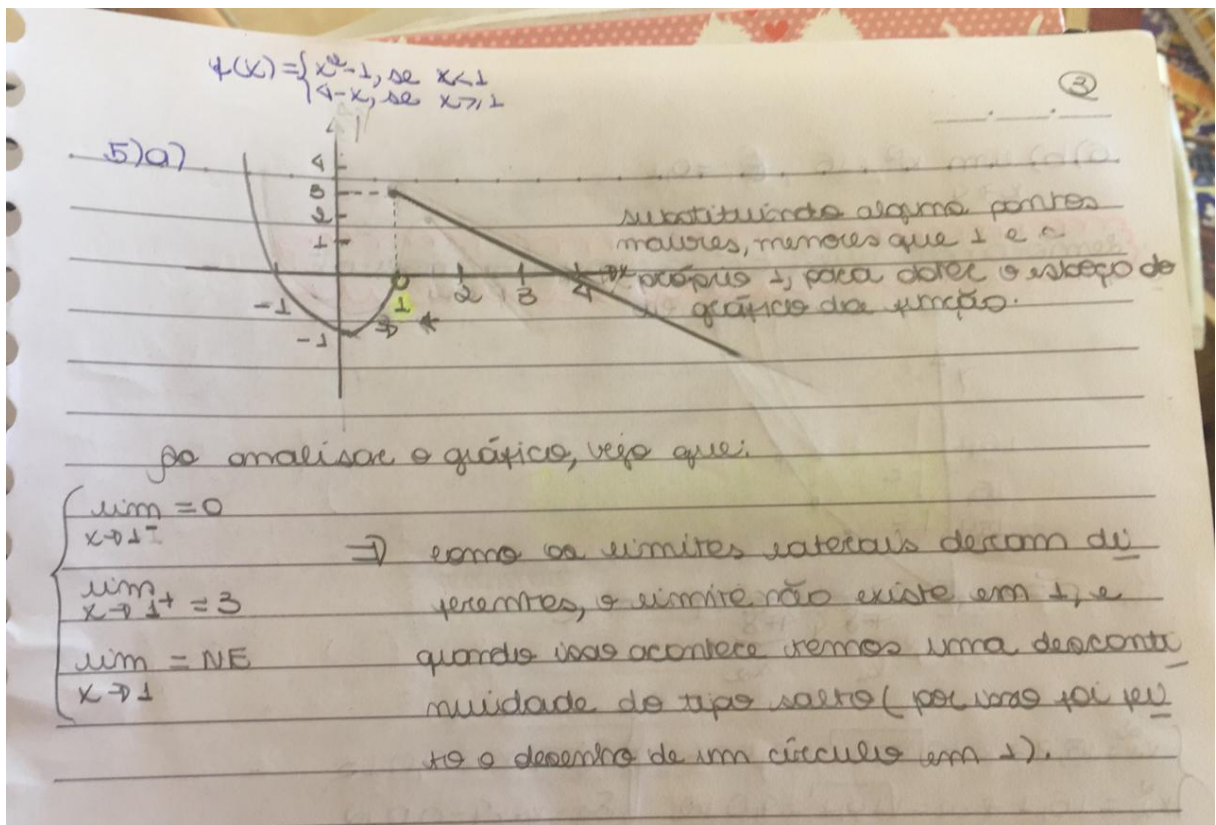 f(x) = { x²-1, se x<1
4-x, se x≥1
3
5)a)
4
3
2
1
-1
1
2
3
4
-1
substituindo alguns pontos
maiores, menores que 1 e o
próprio 1, para obter o esboço do
gráfico da função.
Ao analisar o gráfico, vejo que:
lim = 0
x→1⁻
⇒ como os limites laterais deram di
lim = 3
x→1⁺
ferentes, o limite não existe em 1, e
lim = NE
x→1
quando isso acontece temos uma desconti
nuidade do tipo salto (por isso foi fei
to o desenho de um círculo em 1).